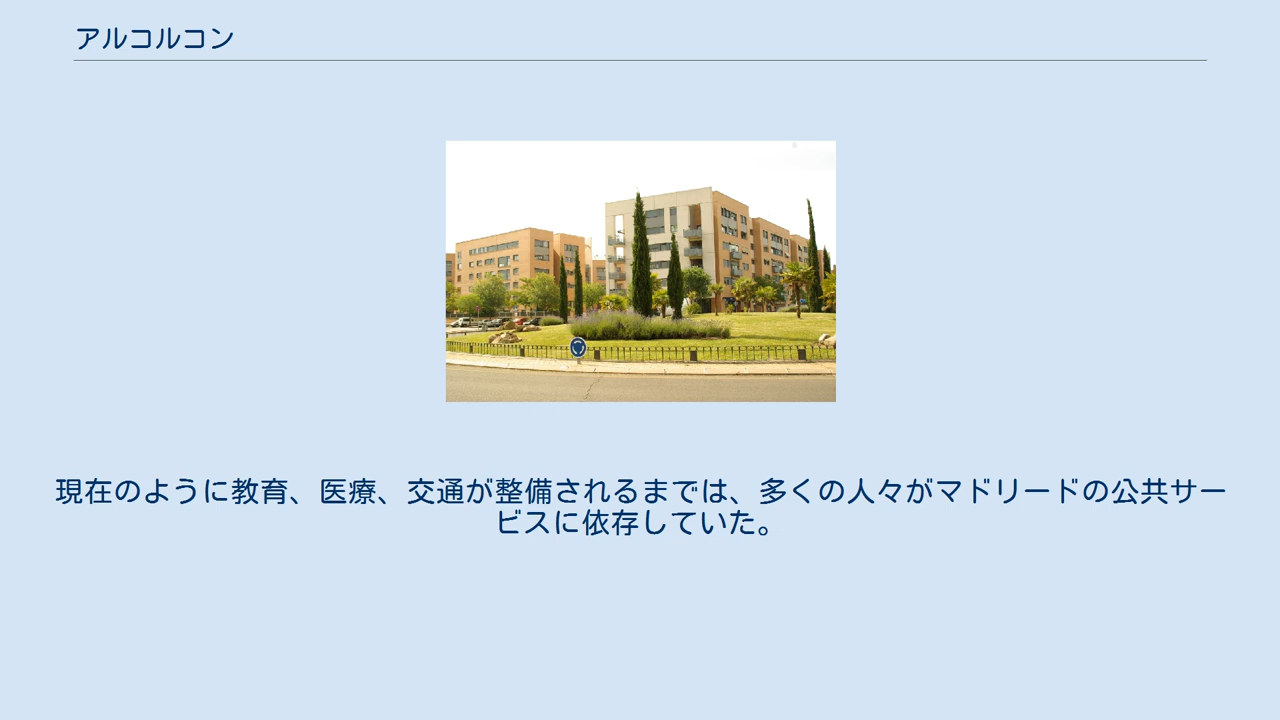 アルコルコン
現在のように教育、医療、交通が整備されるまでは、多くの人々がマドリードの公共サー
ビスに依存していた。